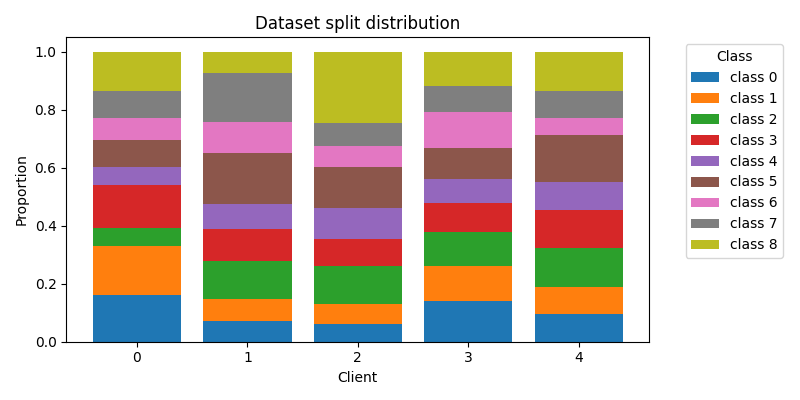 Dataset split distribution
1.0
0.8
0.6
0.4
0.2
0.0
Proportion
0 1 2 3 4
Client
Class
class 0
class 1
class 2
class 3
class 4
class 5
class 6
class 7
class 8